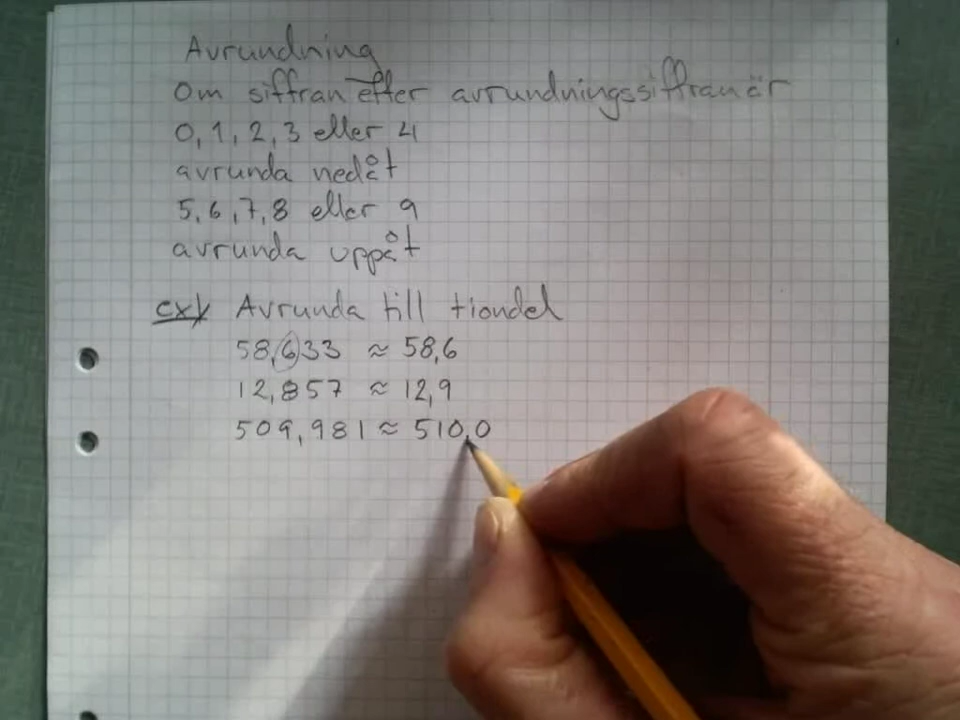 Avrundning
Om siffran efter avrundningssiffran är
0, 1, 2, 3 eller 4
avrunda nedåt
5, 6, 7, 8 eller 9
avrunda uppåt
ex) Avrunda till tiondel
58,633 ≈ 58,6
12,857 ≈ 12,9
509,981 ≈ 510,0